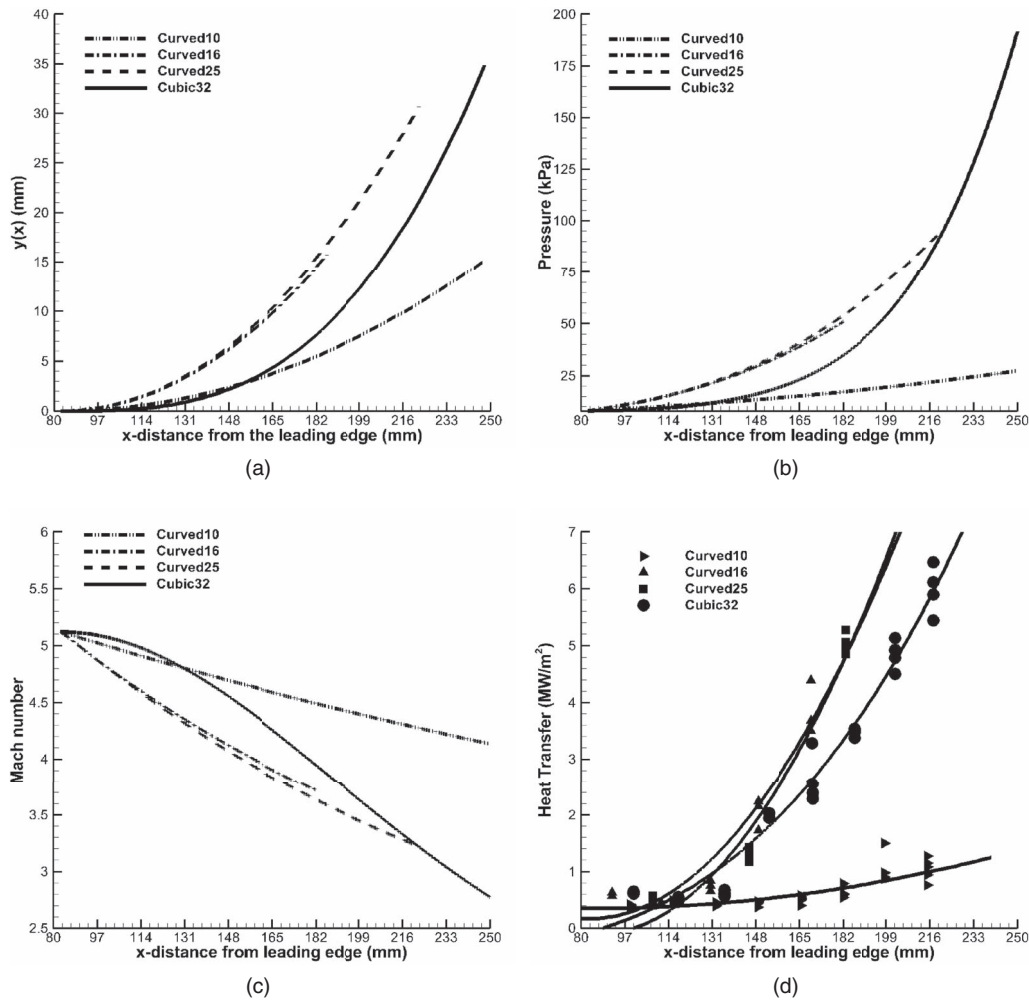 40
35
30
25
20
15
10
5
0
y(x) (mm)
Curved10
Curved16
Curved25
Cubic32
80 97 114 131 148 165 182 199 216 233 250
x-distance from the leading edge (mm)
(a)
200
175
150
125
100
75
50
25
Pressure (kPa)
Curved10
Curved16
Curved25
Cubic32
80 97 114 131 148 165 182 199 216 233 250
x-distance from leading edge (mm)
(b)
6
5.5
5
4.5
4
3.5
3
2.5
Mach number
Curved10
Curved16
Curved25
Cubic32
80 97 114 131 148 165 182 199 216 233 250
x-distance from leading edge (mm)
(c)
7
6
5
4
3
2
1
0
Heat Transfer (MW/m²)
Curved10
Curved16
Curved25
Cubic32
80 97 114 131 148 165 182 199 216 233 250
x-distance from leading edge (mm)
(d)